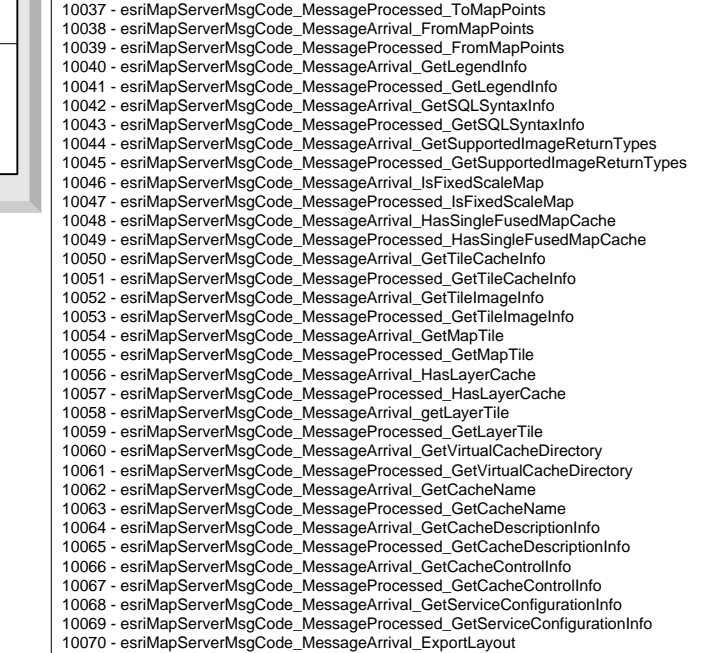 10037 - esriMapServerMsgCode_MessageProcessed_ToMapPoints
10038 - esriMapServerMsgCode_MessageArrival_FromMapPoints
10039 - esriMapServerMsgCode_MessageProcessed_FromMapPoints
10040 - esriMapServerMsgCode_MessageArrival_GetLegendInfo
10041 - esriMapServerMsgCode_MessageProcessed_GetLegendInfo
10042 - esriMapServerMsgCode_MessageArrival_GetSQLSyntaxInfo
10043 - esriMapServerMsgCode_MessageProcessed_GetSQLSyntaxInfo
10044 - esriMapServerMsgCode_MessageArrival_GetSupportedImageReturnTypes
10045 - esriMapServerMsgCode_MessageProcessed_GetSupportedImageReturnTypes
10046 - esriMapServerMsgCode_MessageArrival_IsFixedScaleMap
10047 - esriMapServerMsgCode_MessageProcessed_IsFixedScaleMap
10048 - esriMapServerMsgCode_MessageArrival_HasSingleFusedMapCache
10049 - esriMapServerMsgCode_MessageProcessed_HasSingleFusedMapCache
10050 - esriMapServerMsgCode_MessageArrival_GetTileCacheInfo
10051 - esriMapServerMsgCode_MessageProcessed_GetTileCacheInfo
10052 - esriMapServerMsgCode_MessageArrival_GetTileImageInfo
10053 - esriMapServerMsgCode_MessageProcessed_GetTileImageInfo
10054 - esriMapServerMsgCode_MessageArrival_GetMapTile
10055 - esriMapServerMsgCode_MessageProcessed_GetMapTile
10056 - esriMapServerMsgCode_MessageArrival_HasLayerCache
10057 - esriMapServerMsgCode_MessageProcessed_HasLayerCache
10058 - esriMapServerMsgCode_MessageArrival_getLayerTile
10059 - esriMapServerMsgCode_MessageProcessed_GetLayerTile
10060 - esriMapServerMsgCode_MessageArrival_GetVirtualCacheDirectory
10061 - esriMapServerMsgCode_MessageProcessed_GetVirtualCacheDirectory
10062 - esriMapServerMsgCode_MessageArrival_GetCacheName
10063 - esriMapServerMsgCode_MessageProcessed_GetCacheName
10064 - esriMapServerMsgCode_MessageArrival_GetCacheDescriptionInfo
10065 - esriMapServerMsgCode_MessageProcessed_GetCacheDescriptionInfo
10066 - esriMapServerMsgCode_MessageArrival_GetCacheControlInfo
10067 - esriMapServerMsgCode_MessageProcessed_GetCacheControlInfo
10068 - esriMapServerMsgCode_MessageArrival_GetServiceConfigurationInfo
10069 - esriMapServerMsgCode_MessageProcessed_GetServiceConfigurationInfo
10070 - esriMapServerMsgCode_MessageArrival_ExportLayout